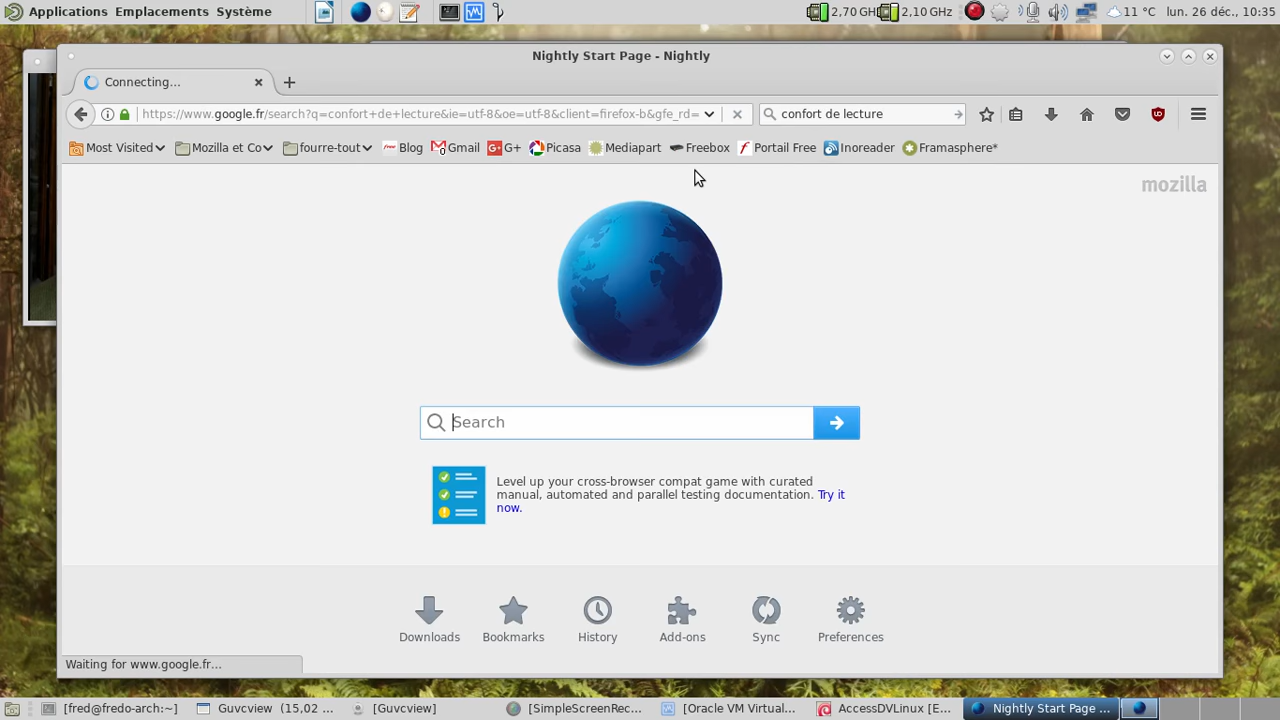 Applications Emplacements Système 2,70 GH 2,10 GHz 11 °C lun. 26 déc., 10:35
Nightly Start Page - Nightly
Connecting...
https://www.google.fr/search?q=confort+de+lecture&ie=utf-8&oe=utf-8&client=firefox-b&gfe_rd= confort de lecture
Most Visited Mozilla et Co fourre-tout free Blog Gmail G+ Picasa Mediapart Freebox Portail Free Inoreader Framasphere*
mozilla
Search
Level up your cross-browser compat game with curated
manual, automated and parallel testing documentation. Try it
now.
Downloads Bookmarks History Add-ons Sync Preferences
Waiting for www.google.fr...
[fred@fredo-arch:~] Guvcview (15,02 ... [Guvcview] [SimpleScreenRec... [Oracle VM Virtual... AccessDVLinux [E... Nightly Start Page ...